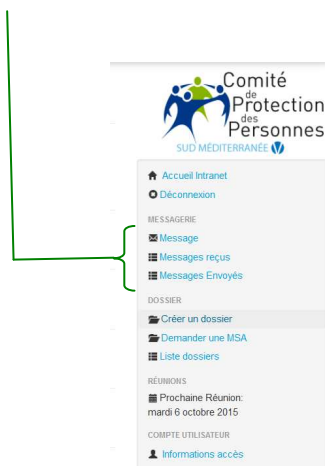 Comité
de
Protection
des
Personnes
SUD MÉDITERRANÉE V
Accueil Intranet
Déconnexion
MESSAGERIE
Message
Messages reçus
Messages Envoyés
DOSSIER
Créer un dossier
Demander une MSA
Liste dossiers
RÉUNIONS
Prochaine Réunion:
mardi 6 octobre 2015
COMPTE UTILISATEUR
Informations accès